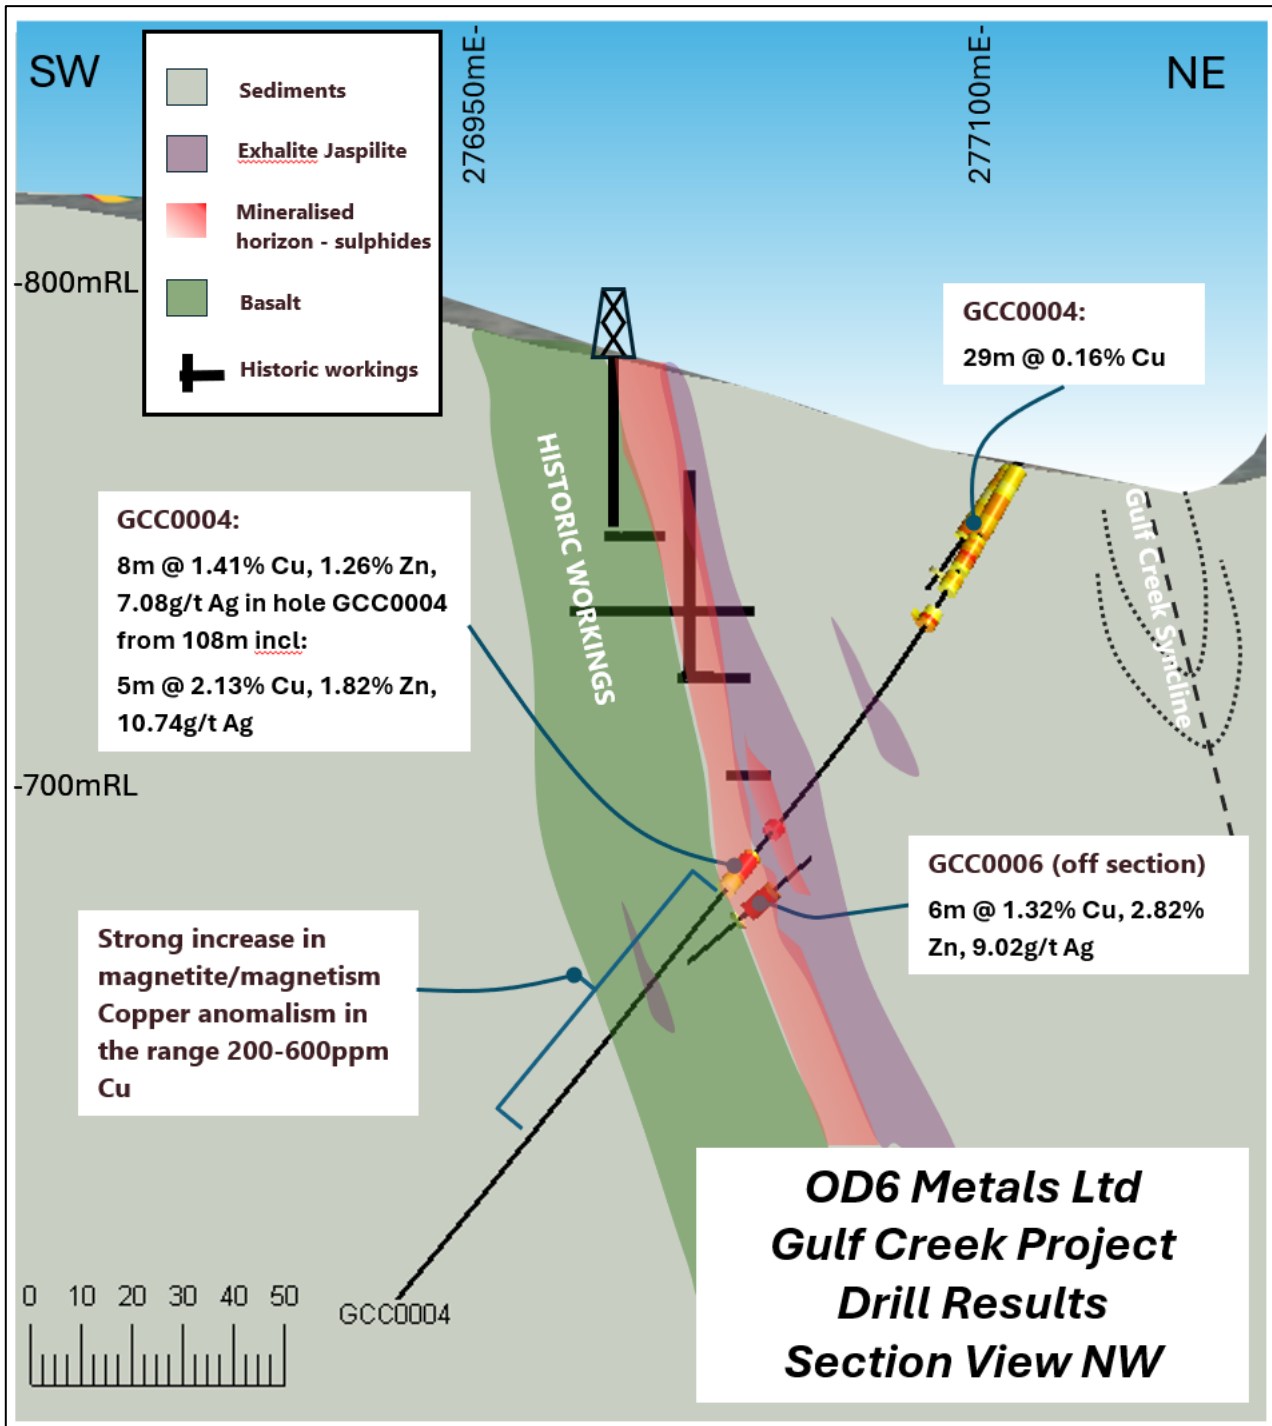 SW
276950mE-
277100mE-
NE
Sediments
Exhalite Jaspilite
Mineralised
horizon - sulphides
Basalt
Historic workings
-800mRL
GCC0004:
29m @ 0.16% Cu
HISTORIC WORKINGS
Gulf Creek Syncline
GCC0004:
8m @ 1.41% Cu, 1.26% Zn,
7.08g/t Ag in hole GCC0004
from 108m incl:
5m @ 2.13% Cu, 1.82% Zn,
10.74g/t Ag
-700mRL
GCC0006 (off section)
6m @ 1.32% Cu, 2.82%
Zn, 9.02g/t Ag
Strong increase in
magnetite/magnetism
Copper anomalism in
the range 200-600ppm
Cu
OD6 Metals Ltd
Gulf Creek Project
Drill Results
Section View NW
0 10 20 30 40 50
GCC0004